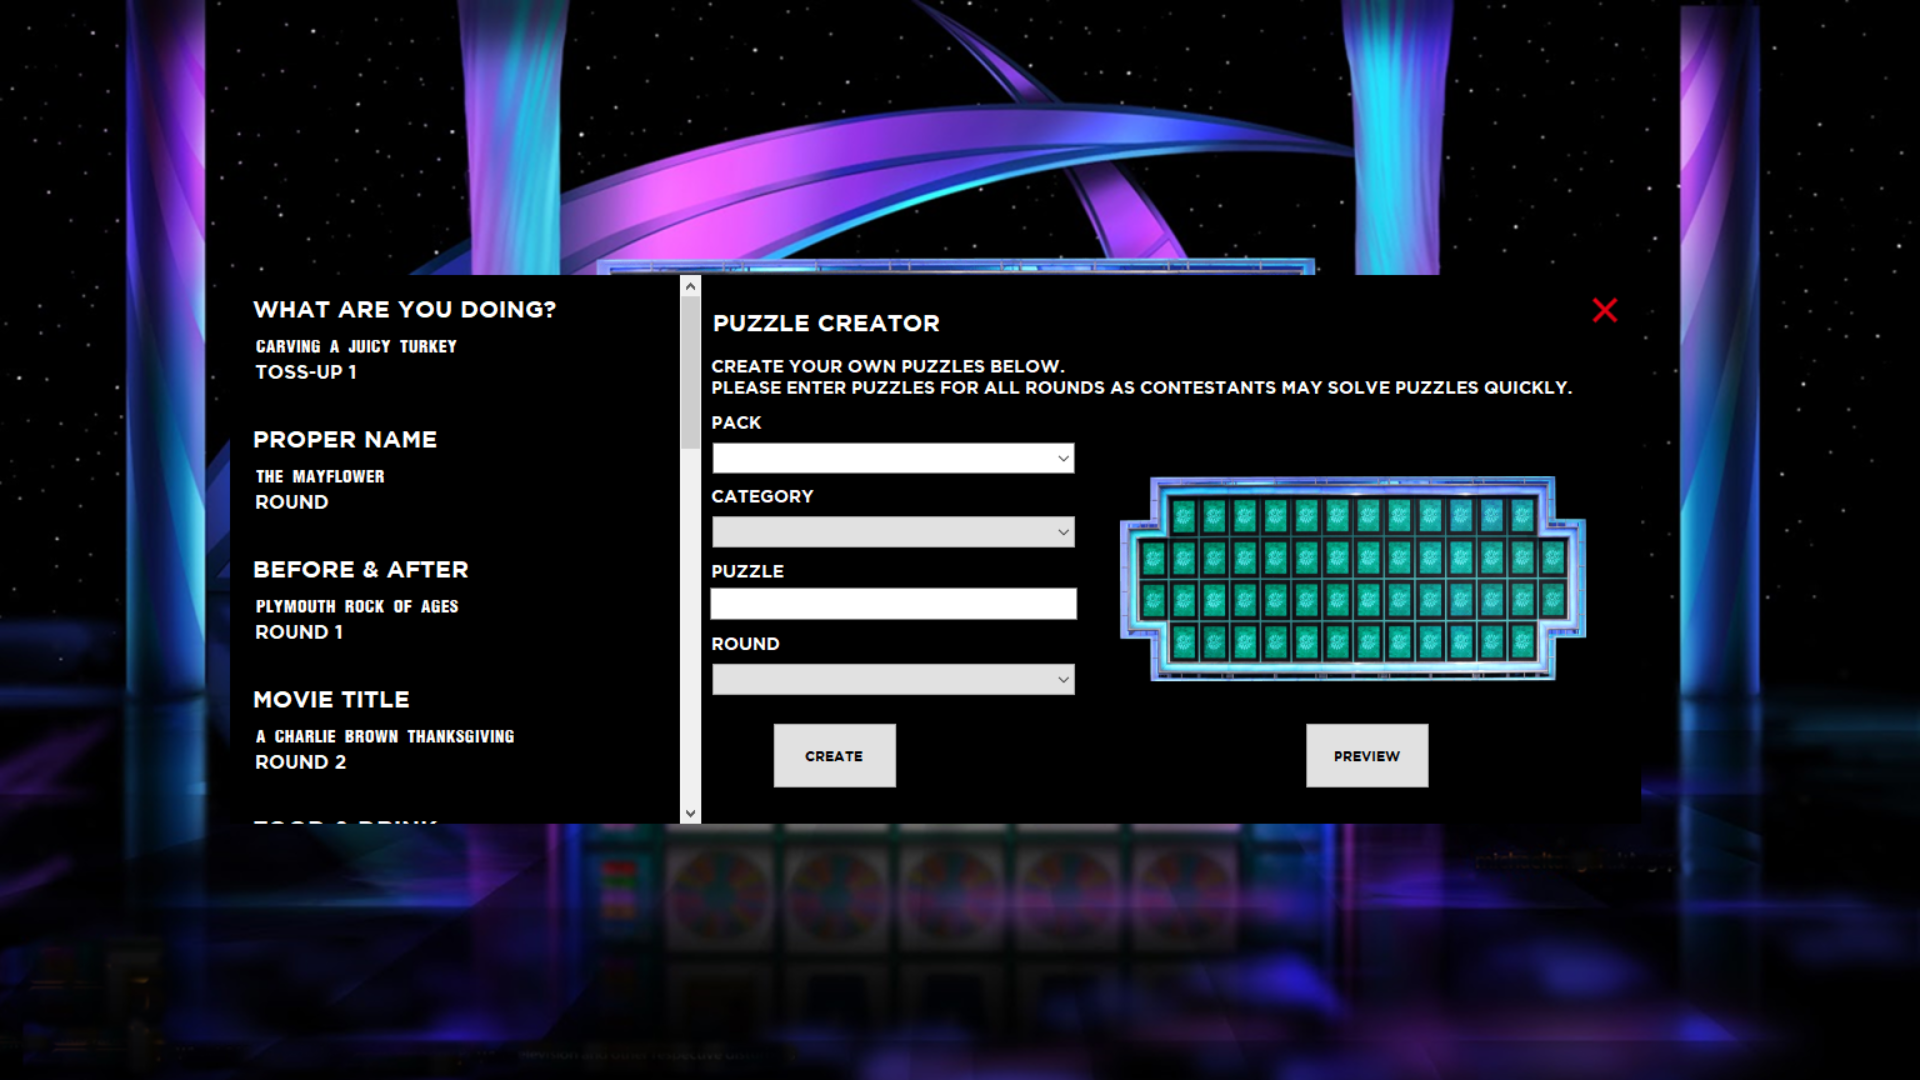 WHAT ARE YOU DOING?
CARVING A JUICY TURKEY
TOSS-UP 1
PROPER NAME
THE MAYFLOWER
ROUND
BEFORE & AFTER
PLYMOUTH ROCK OF AGES
ROUND 1
MOVIE TITLE
A CHARLIE BROWN THANKSGIVING
ROUND 2
FOOD & DRINK
PUZZLE CREATOR
CREATE YOUR OWN PUZZLES BELOW.
PLEASE ENTER PUZZLES FOR ALL ROUNDS AS CONTESTANTS MAY SOLVE PUZZLES QUICKLY.
PACK
CATEGORY
PUZZLE
ROUND
CREATE
PREVIEW